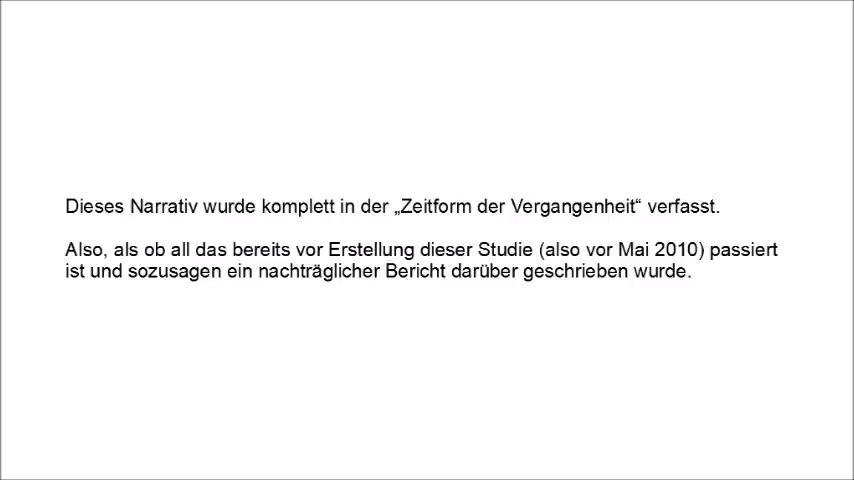 Dieses Narrativ wurde komplett in der „Zeitform der Vergangenheit“ verfasst.
Also, als ob all das bereits vor Erstellung dieser Studie (also vor Mai 2010) passiert
ist und sozusagen ein nachträglicher Bericht darüber geschrieben wurde.